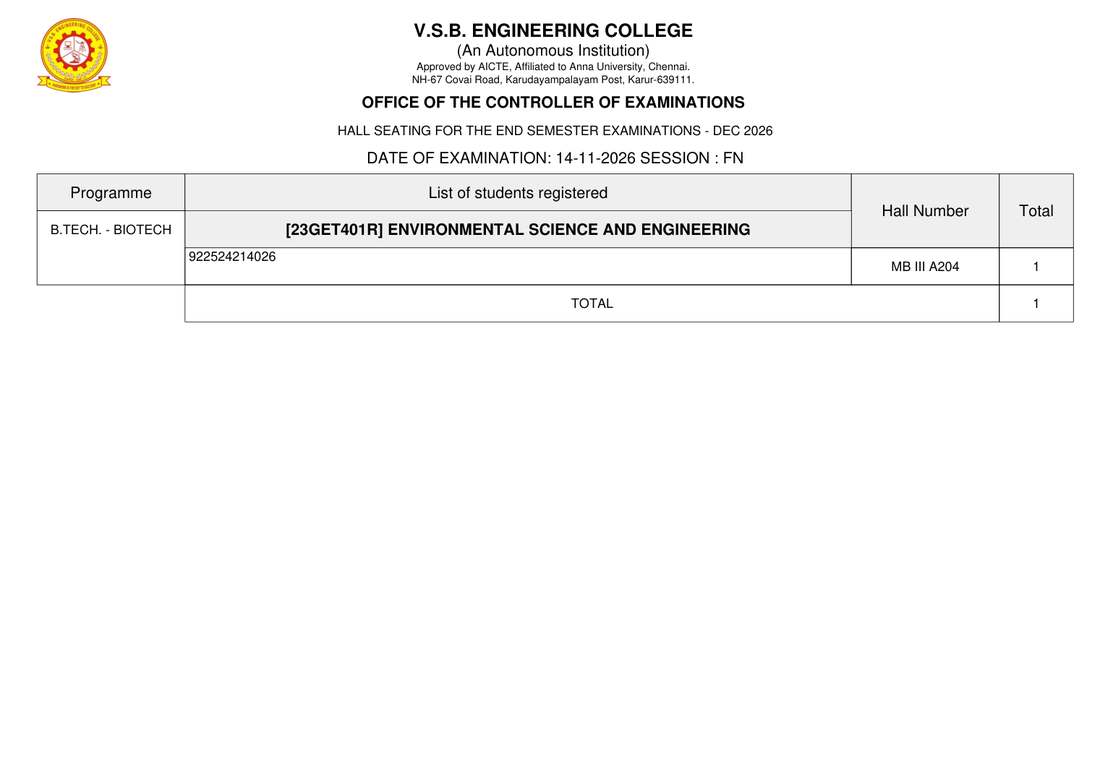 V.S.B. ENGINEERING COLLEGE
(An Autonomous Institution)
Approved by AICTE, Affiliated to Anna University, Chennai.
NH-67 Covai Road, Karudayampalayam Post, Karur-639111.
OFFICE OF THE CONTROLLER OF EXAMINATIONS
HALL SEATING FOR THE END SEMESTER EXAMINATIONS - DEC 2026
DATE OF EXAMINATION: 14-11-2026 SESSION : FN
Programme
List of students registered
Hall Number
Total
B.TECH. - BIOTECH
[23GET401R] ENVIRONMENTAL SCIENCE AND ENGINEERING
922524214026
MB III A204
1
TOTAL
1